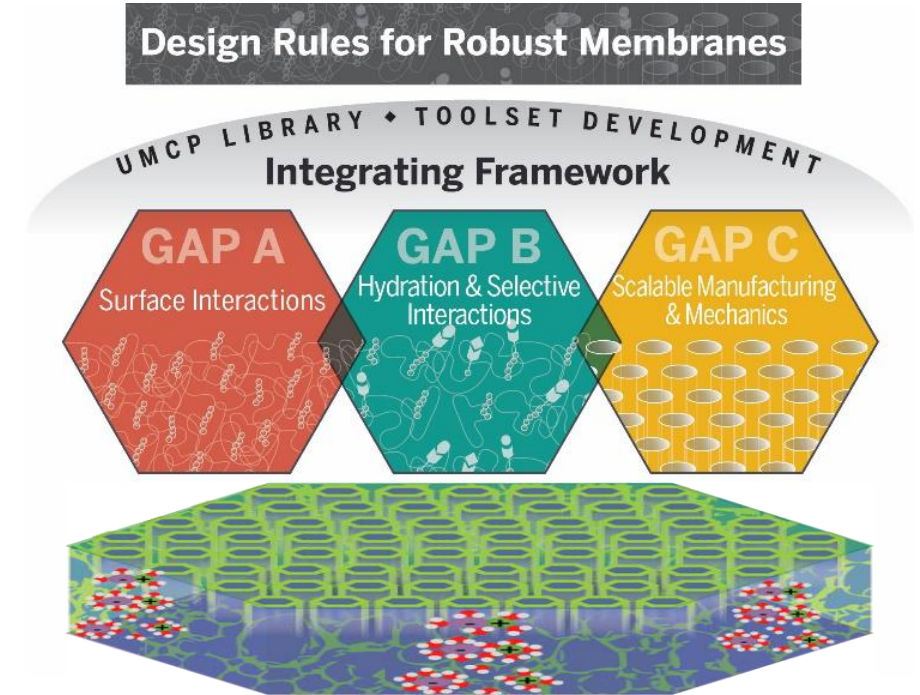 Design Rules for Robust Membranes
UMCP LIBRARY ◆ TOOLSET DEVELOPMENT
Integrating Framework
GAP A
Surface Interactions
GAP B
Hydration & Selective
Interactions
GAP C
Scalable Manufacturing
& Mechanics